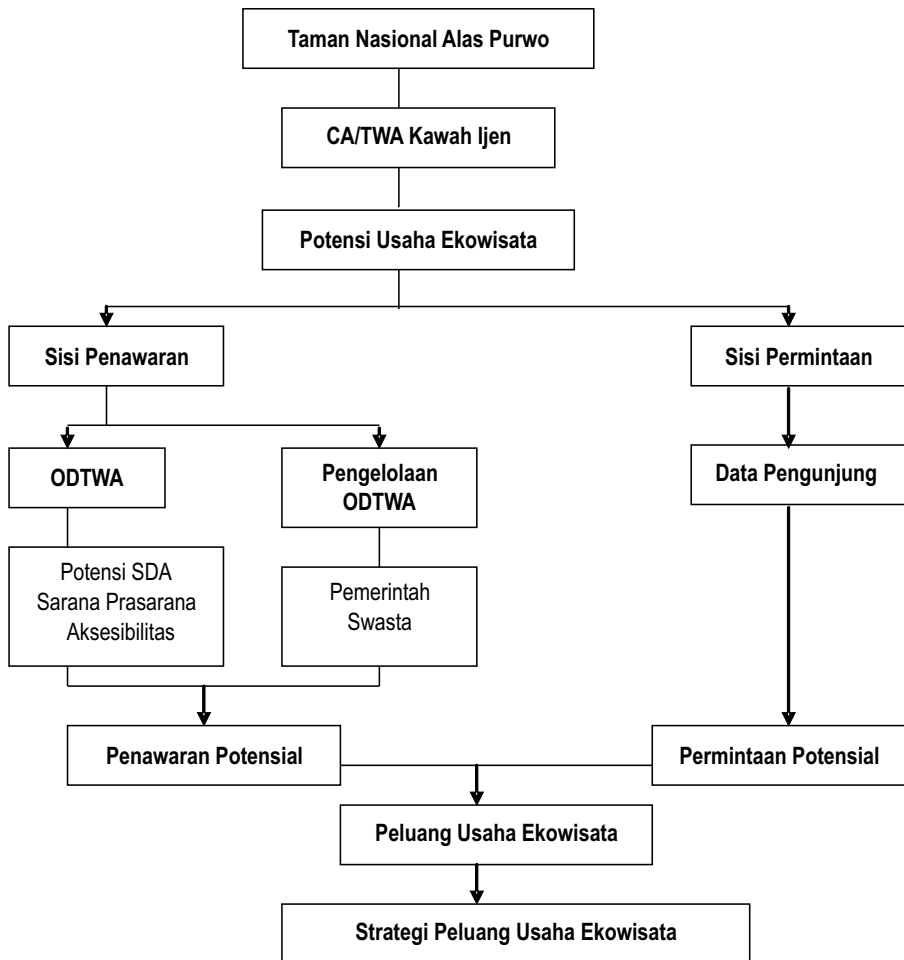 Taman Nasional Alas Purwo
CA/TWA Kawah Ijen
Potensi Usaha Ekowisata
Sisi Penawaran
Sisi Permintaan
ODTWA
Pengelolaan
ODTWA
Data Pengunjung
Potensi SDA
Sarana Prasarana
Aksesibilitas
Pemerintah
Swasta
Penawaran Potensial
Permintaan Potensial
Peluang Usaha Ekowisata
Strategi Peluang Usaha Ekowisata